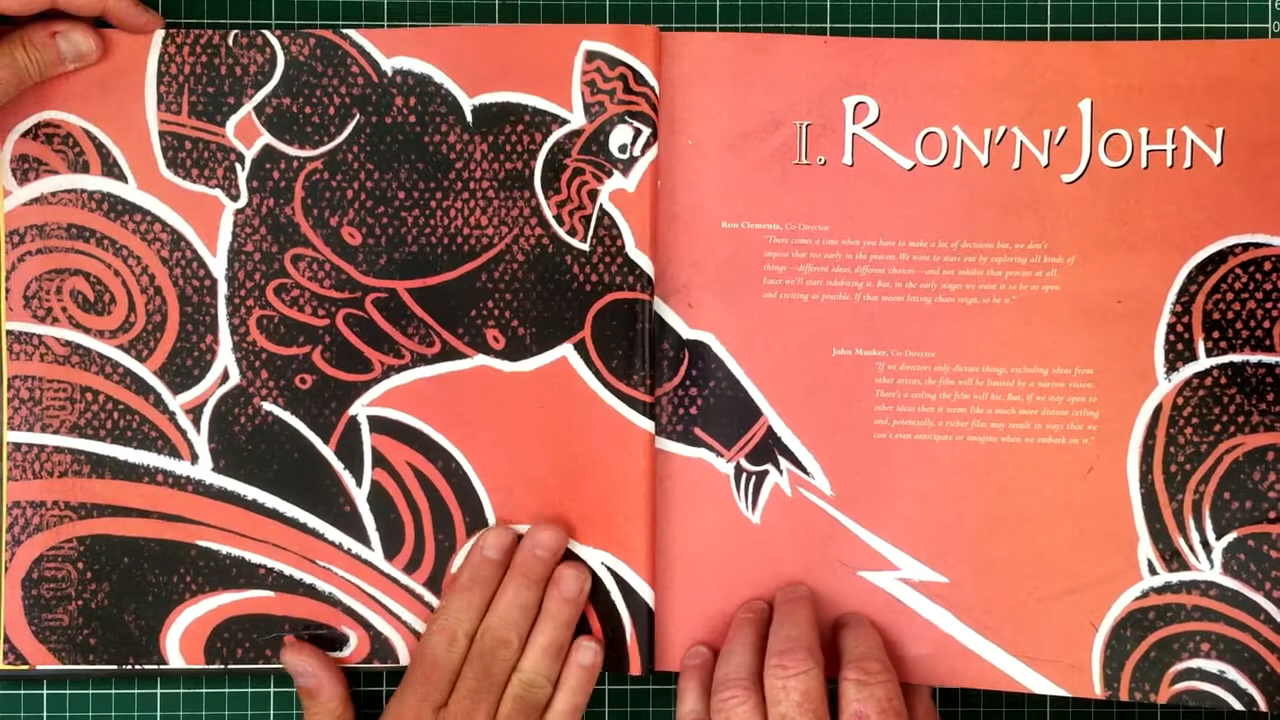 I. RON'N'JOHN
Ron Clements, Co-Director
"There comes a time when you have to make a lot of decisions but, we don't
impose that too early in the process. We want to start out by exploring all kinds of
things—different ideas, different choices—and not inhibit that process at all.
Later we'll start inhibiting it. But, in the early stages we want it to be as open
and exciting as possible. If that means letting chaos reign, so be it."
John Musker, Co-Director
"If we directors only dictate things, excluding ideas from
other artists, the film will be limited by a narrow vision.
There's a ceiling the film will hit. But, if we stay open to
other ideas then it seems like a much more distant ceiling
and, potentially, a richer film may result in ways that we
can't even anticipate or imagine when we embark on it."